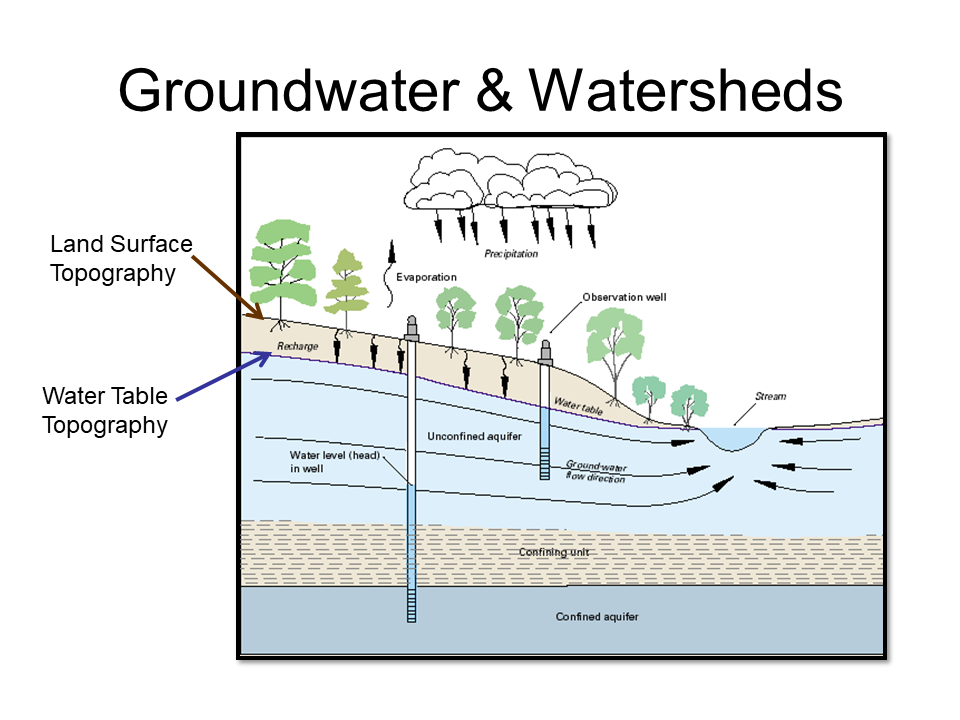 Groundwater & Watersheds
Land Surface
Topography
Precipitation
Evaporation
Observation well
Recharge
Water Table
Topography
Water table
Stream
Unconfined aquifer
Water level (head)
in well
Ground-water
flow direction
Confining unit
Confined aquifer